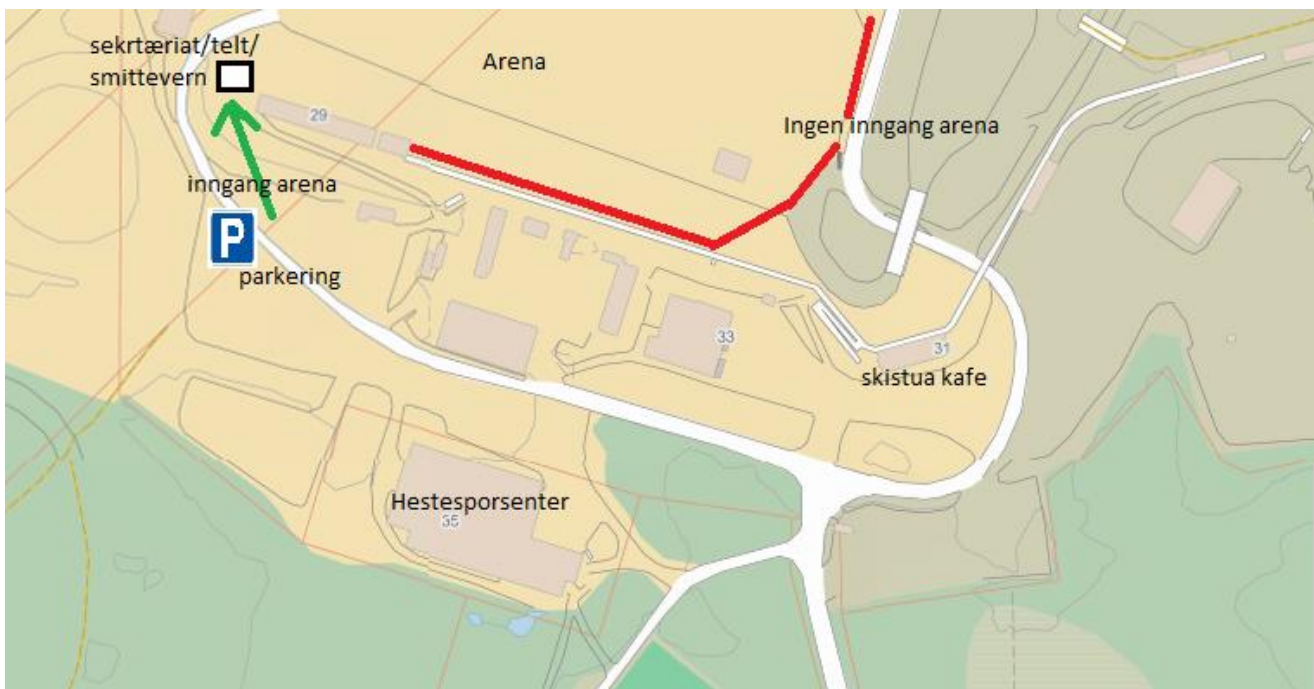 sekrtæriat/telt/
smittevern
Arena
29
Ingen inngang arena
inngang arena
P
parkering
33
31
skistua kafe
Hestesporsenter
35